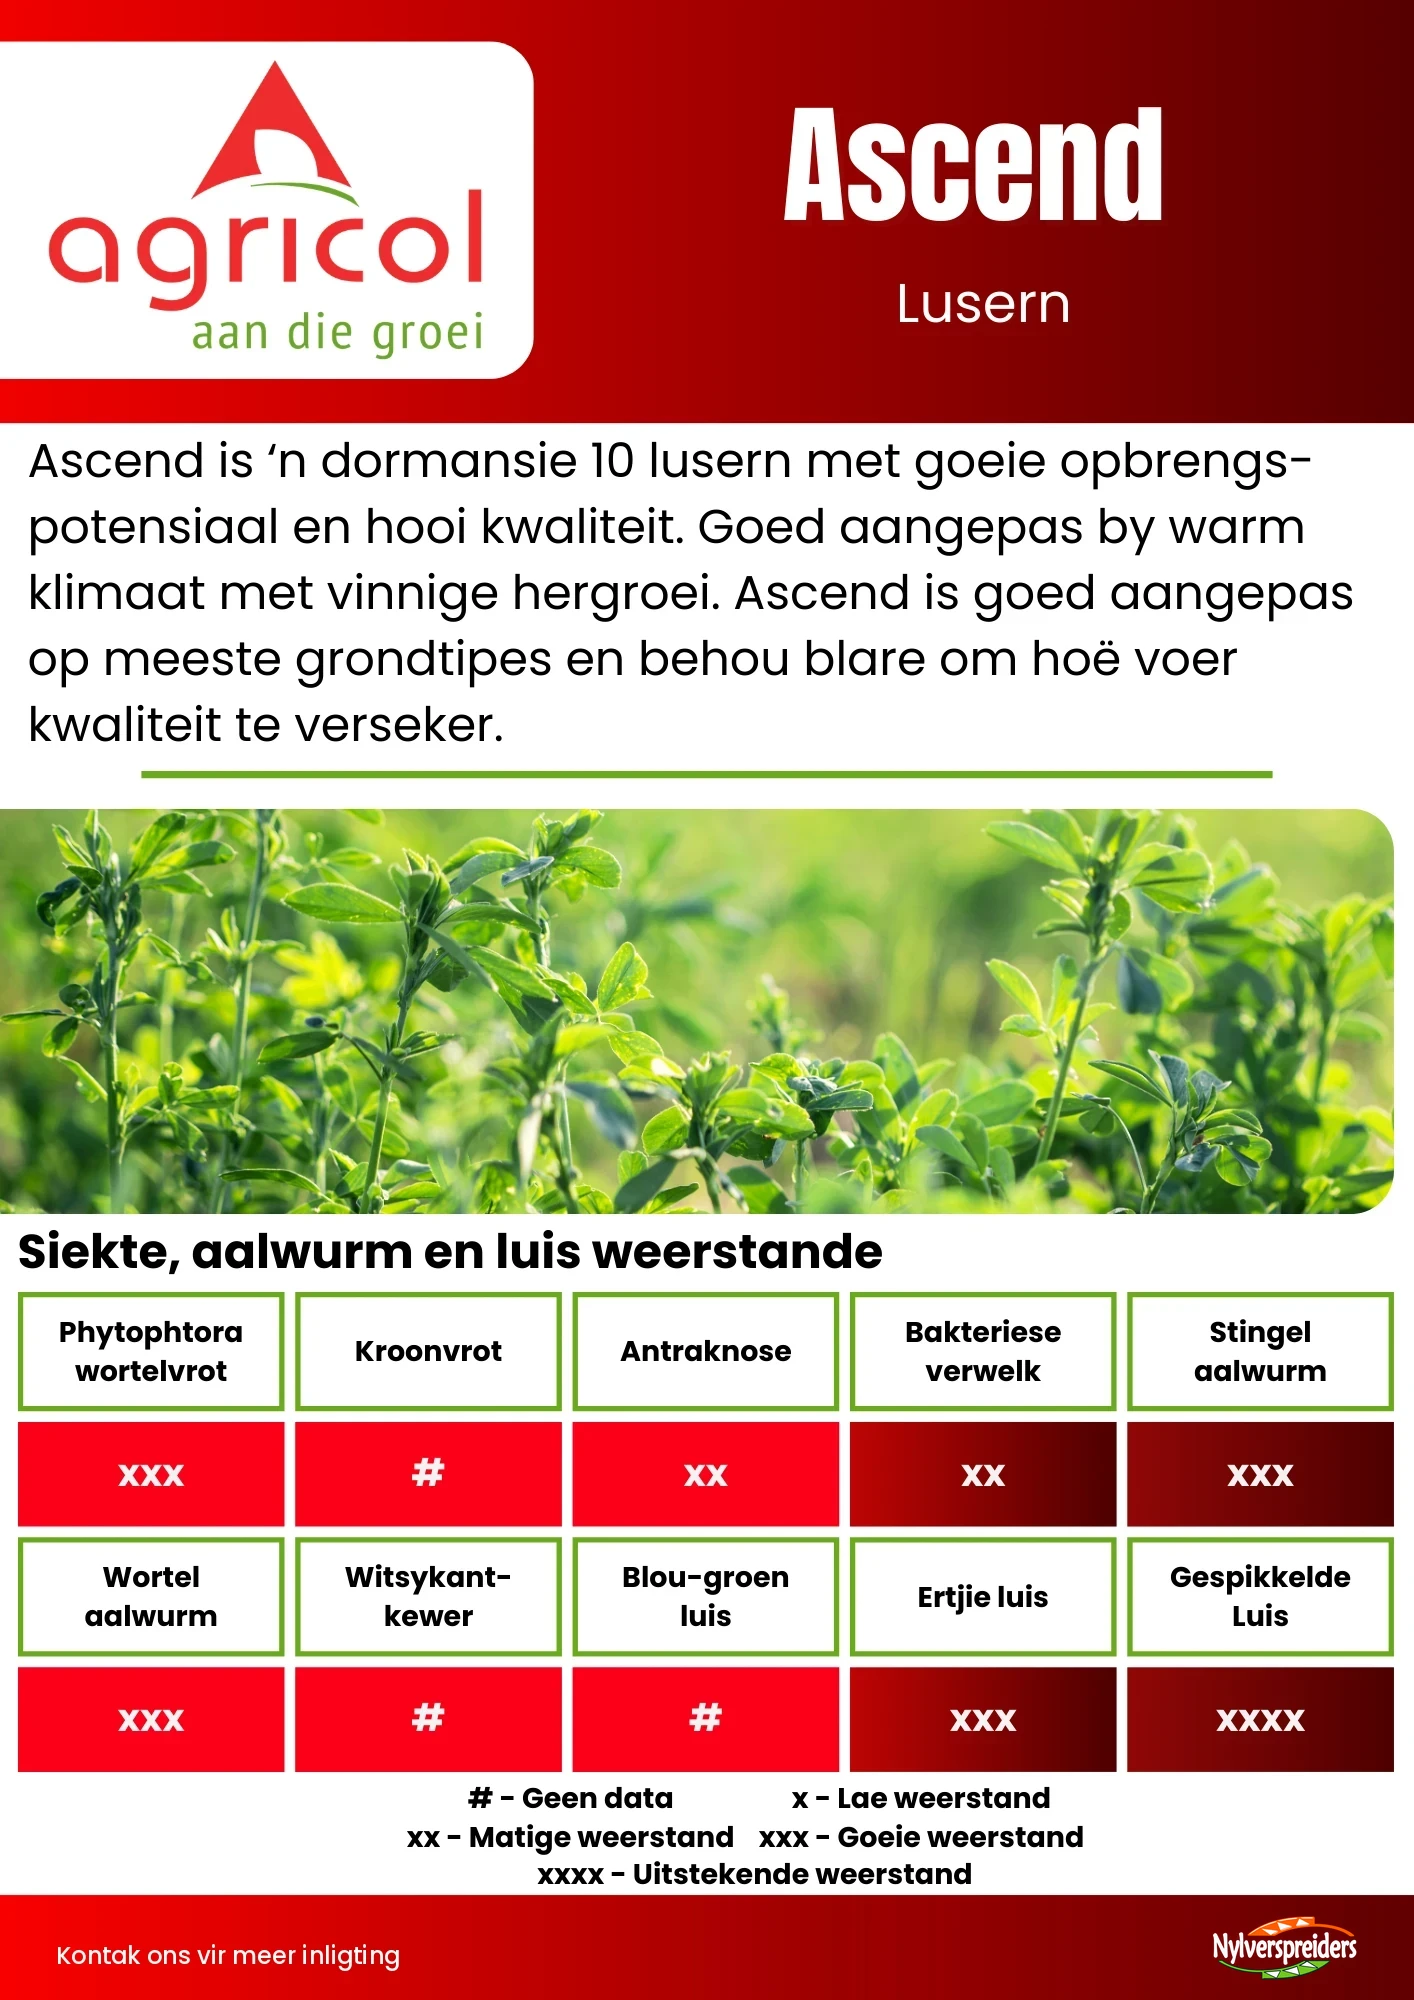 agricol
aan die groei
Ascend
Lusern
Ascend is ‘n dormansie 10 lusern met goeie opbrengs-
potensiaal en hooi kwaliteit. Goed aangepas by warm
klimaat met vinnige hergroei. Ascend is goed aangepas
op meeste grondtipes en behou blare om hoë voer
kwaliteit te verseker.
Siekte, aalwurm en luis weerstande
Phytophtora
wortelvrot
Kroonvrot
Antraknose
Bakteriese
verwelk
Stingel
aalwurm
xxx
#
xx
xx
xxx
Wortel
aalwurm
Witsykant-
kewer
Blou-groen
luis
Ertjie luis
Gespikkelde
Luis
xxx
#
#
xxx
xxxx
# - Geen data x - Lae weerstand
xx - Matige weerstand xxx - Goeie weerstand
xxxx - Uitstekende weerstand
Kontak ons vir meer inligting
Nylverspreiders